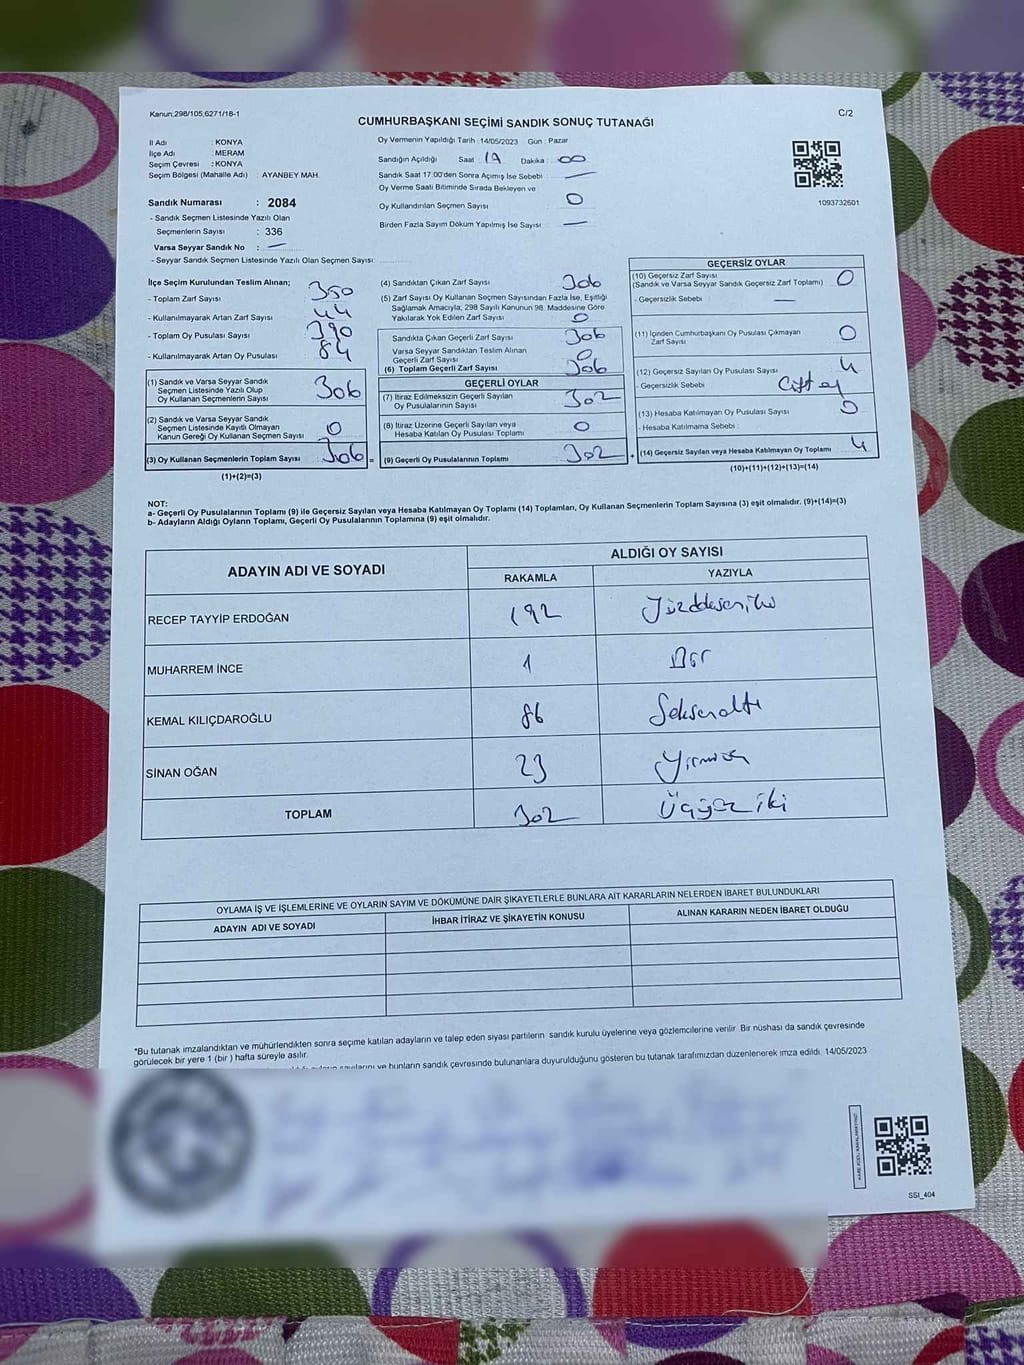 Kanun:298/105,6271/18-1
C/2
CUMHURBAŞKANI SEÇİMİ SANDIK SONUÇ TUTANAĞI
İl Adı : KONYA
İlçe Adı : MERAM
Seçim Çevresi : KONYA
Seçim Bölgesi (Mahalle Adı) : AYANBEY MAH.
Sandık Numarası : 2084
- Sandık Seçmen Listesinde Yazılı Olan
Seçmenlerin Sayısı : 336
Varsa Seyyar Sandık No : —
- Seyyar Sandık Seçmen Listesinde Yazılı Olan Seçmen Sayısı:
Oy Vermenin Yapıldığı Tarih : 14/05/2023 Gün : Pazar
Sandığın Açıldığı Saat : Dakika : 00
Sandık Saat 17:00'den Sonra Açımış İse Sebebi : —
Oy Verme Saati Bitiminde Sırada Bekleyen ve
Oy Kullandırılan Seçmen Sayısı : 0
Birden Fazla Sayım Döküm Yapılmış İse Sayısı : —
1093732601
İlçe Seçim Kurulundan Teslim Alınan;
- Toplam Zarf Sayısı : 350
- Kullanılmayarak Artan Zarf Sayısı : 44
- Toplam Oy Pusulası Sayısı : 390
- Kullanılmayarak Artan Oy Pusulası : 84
(1) Sandık ve Varsa Seyyar Sandık
Seçmen Listesinde Yazılı Olup
Oy Kullanan Seçmenlerin Sayısı 306
(2) Sandık ve Varsa Seyyar Sandık
Seçmen Listesinde Kayıtlı Olmayan
Kanun Gereği Oy Kullanan Seçmen Sayısı 0
(3) Oy Kullanan Seçmenlerin Toplam Sayısı 306 =
(1)+(2)=(3)
(4) Sandıktan Çıkan Zarf Sayısı 306
(5) Zarf Sayısı Oy Kullanan Seçmen Sayısından Fazla İse, Eşitliği
Sağlamak Amacıyla; 298 Sayılı Kanunun 98. Maddesine Göre
Yakılarak Yok Edilen Zarf Sayısı 0
Sandıkta Çıkan Geçerli Zarf Sayısı 306
Varsa Seyyar Sandıktan Teslim Alınan
Geçerli Zarf Sayısı 0
(6) Toplam Geçerli Zarf Sayısı 306
GEÇERLİ OYLAR
(7) İtiraz Edilmeksizin Geçerli Sayılan
Oy Pusulalarının Sayısı 302
(8) İtiraz Üzerine Geçerli Sayılan veya
Hesaba Katılan Oy Pusulası Toplamı 0
(9) Geçerli Oy Pusulalarının Toplamı 302 +
GEÇERSİZ OYLAR
(10) Geçersiz Zarf Sayısı
(Sandık ve Varsa Seyyar Sandık Geçersiz Zarf Toplamı) 0
- Geçersizlik Sebebi : —
(11) İçinden Cumhurbaşkanı Oy Pusulası Çıkmayan
Zarf Sayısı 0
(12) Geçersiz Sayılan Oy Pusulası Sayısı : 4
- Geçersizlik Sebebi : Çift oy
(13) Hesaba Katılmayan Oy Pusulası Sayısı : 0
- Hesaba Katılmama Sebebi :
(14) Geçersiz Sayılan veya Hesaba Katılmayan Oy Toplamı 4
(10)+(11)+(12)+(13)=(14)
NOT:
a- Geçerli Oy Pusulalarının Toplamı (9) ile Geçersiz Sayılan veya Hesaba Katılmayan Oy Toplamı (14) Toplamları, Oy Kullanan Seçmenlerin Toplam Sayısına (3) eşit olmalıdır. (9)+(14)=(3)
b- Adayların Aldığı Oyların Toplamı, Geçerli Oy Pusulalarının Toplamına (9) eşit olmalıdır.
ADAYIN ADI VE SOYADI ALDIĞI OY SAYISI
RAKAMLA YAZIYLA
RECEP TAYYİP ERDOĞAN 192
MUHARREM İNCE 1 Bir
KEMAL KILIÇDAROĞLU 86 Seksenaltı
SİNAN OĞAN 23 Yirmiüç
TOPLAM 302 Üçyüziki
OYLAMA İŞ VE İŞLEMLERİNE VE OYLARIN SAYIM VE DÖKÜMÜNE DAİR ŞİKAYETLERLE BUNLARA AİT KARARLARIN NELERDEN İBARET BULUNDUKLARI
ADAYIN ADI VE SOYADI İHBAR İTİRAZ VE ŞİKAYETİN KONUSU ALINAN KARARIN NEDEN İBARET OLDUĞU
*Bu tutanak imzalandıktan ve mühürlendikten sonra seçime katılan adayların ve talep eden siyasi partilerin sandık kurulu üyelerine veya gözlemcilerine verilir. Bir nüshası da sandık çevresinde
görülecek bir yere 1 (bir ) hafta süreyle asılır.
ve bunların sandık çevresinde bulunanlara duyurulduğunu gösteren bu tutanak tarafımızdan düzenlenerek imza edildi. 14/05/2023
SSI_404